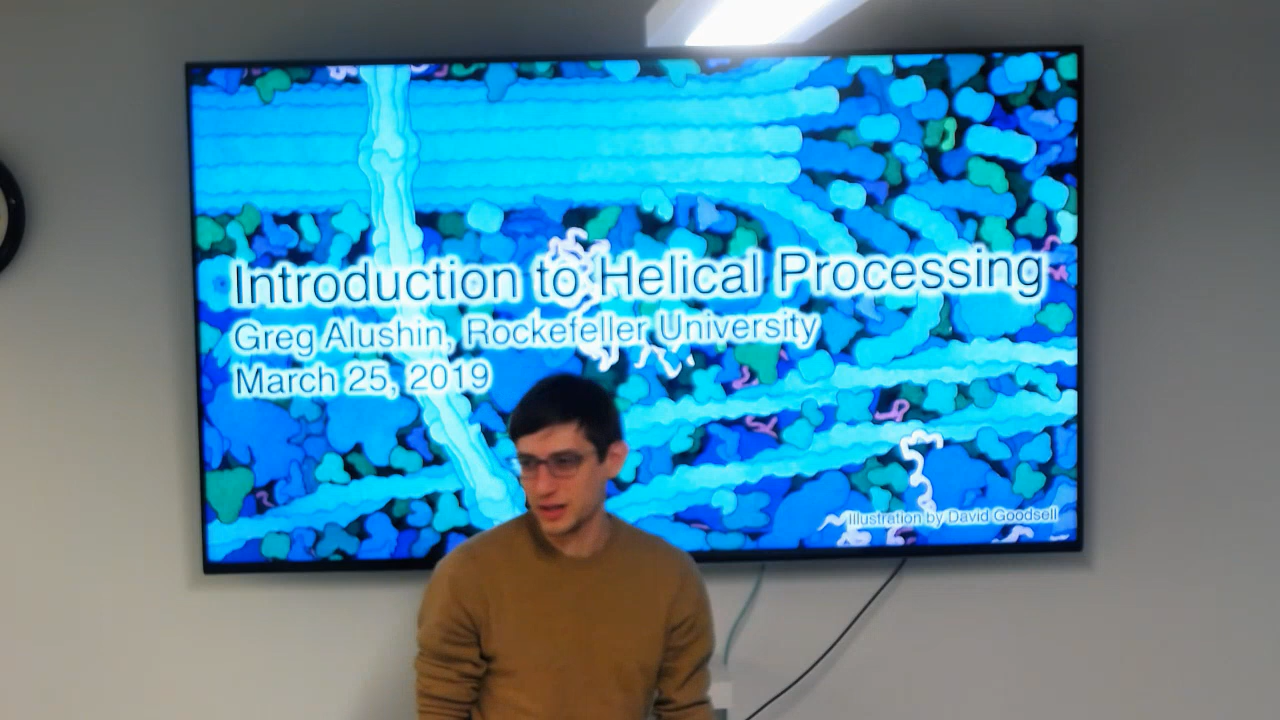 Introduction to Helical Processing
Greg Alushin, Rockefeller University
March 25, 2019
Illustration by David Goodsell